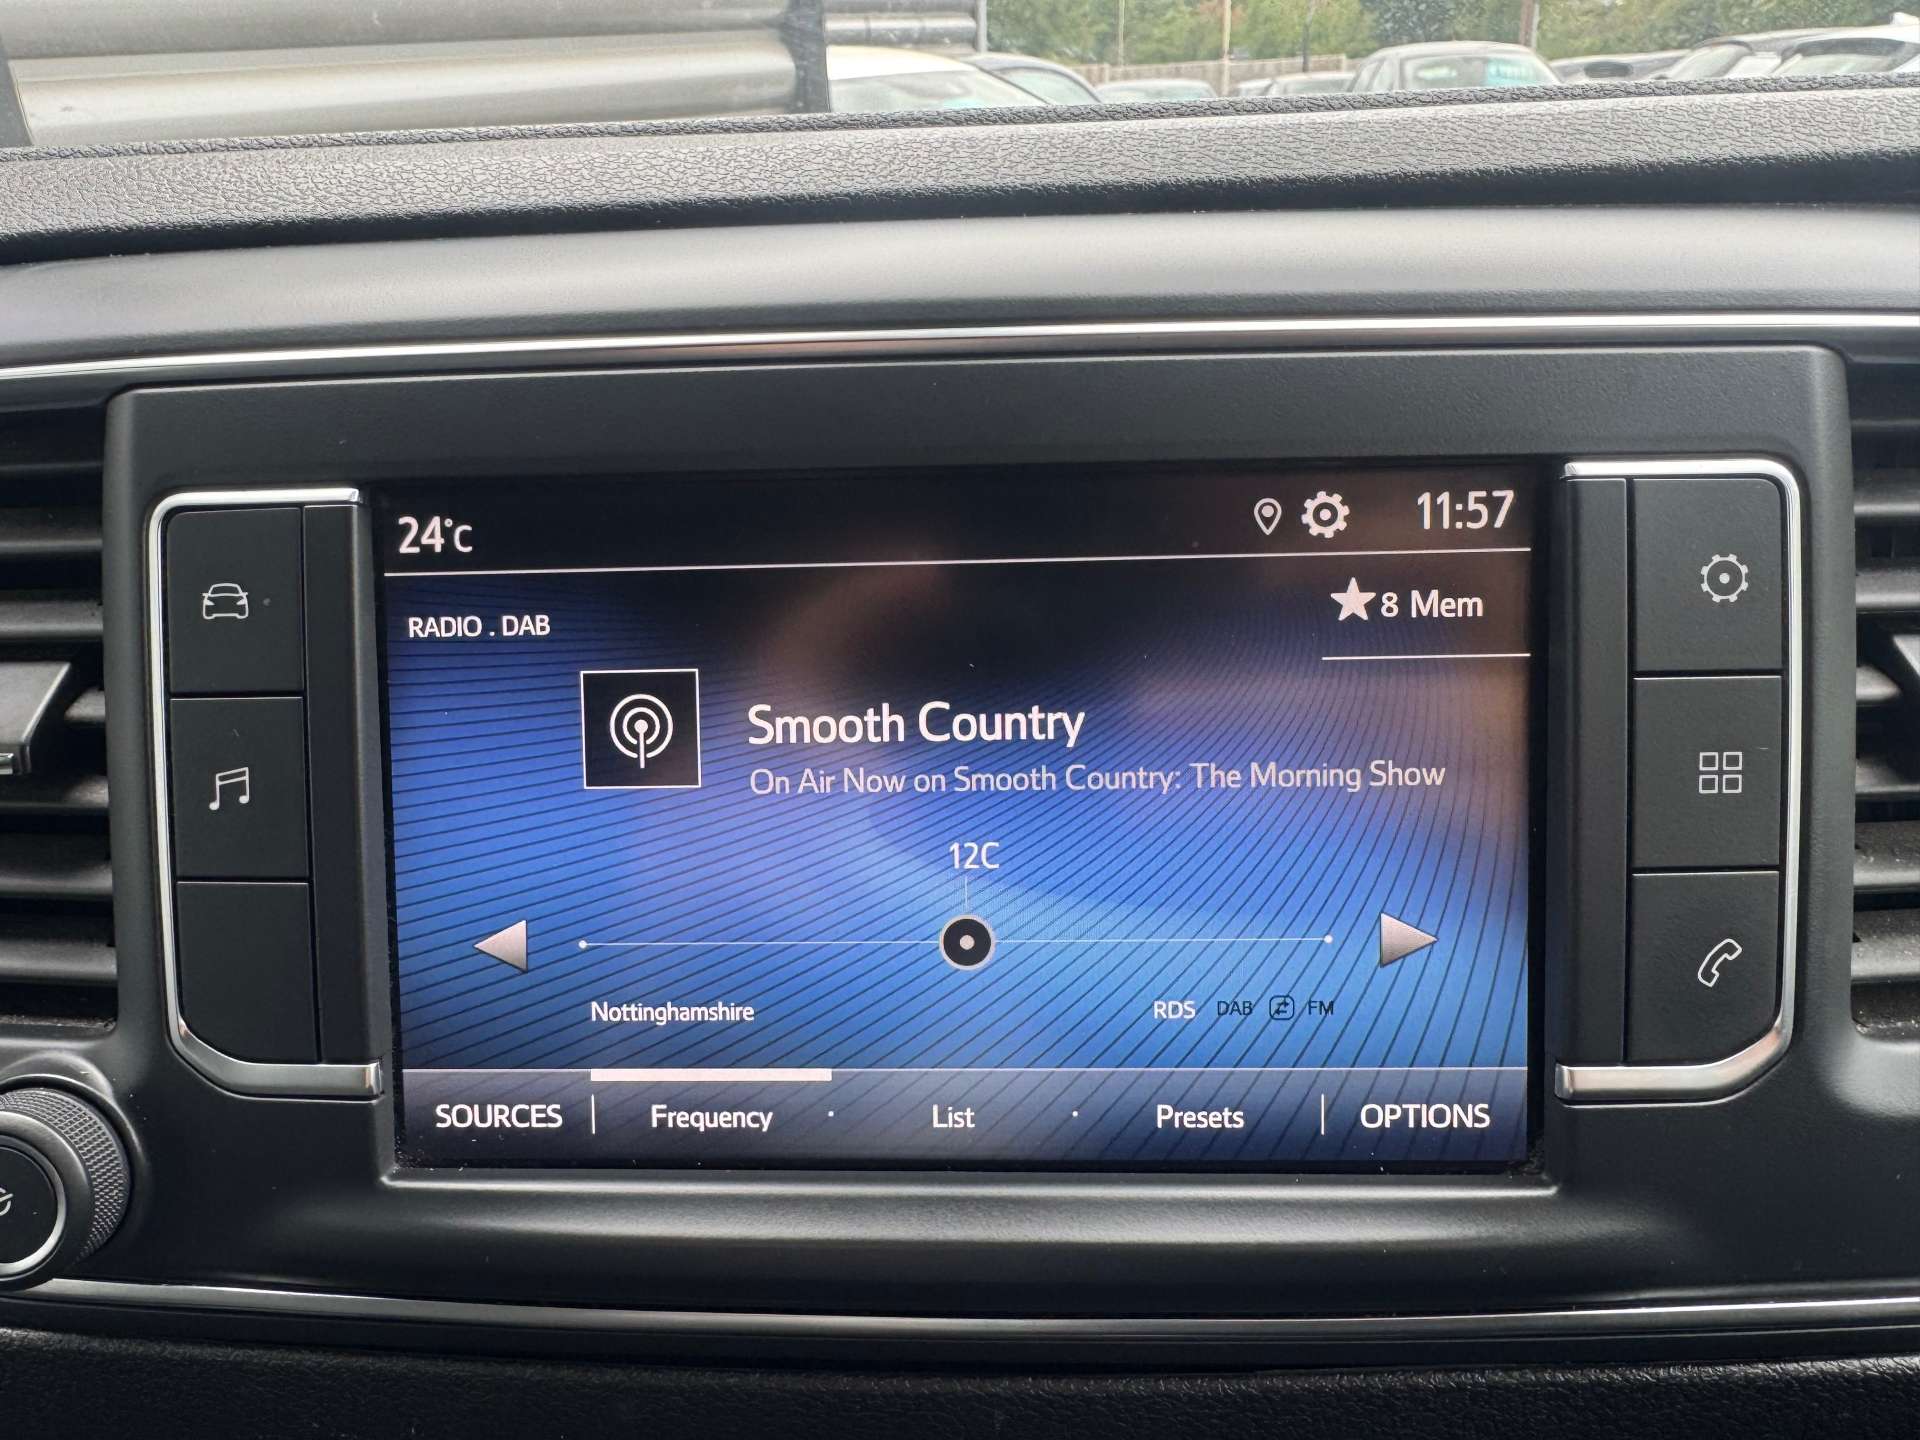 24°C
11:57
RADIO . DAB
8 Mem
Smooth Country
On Air Now on Smooth Country: The Morning Show
12C
Nottinghamshire
RDS DAB FM
SOURCES Frequency · List · Presets OPTIONS